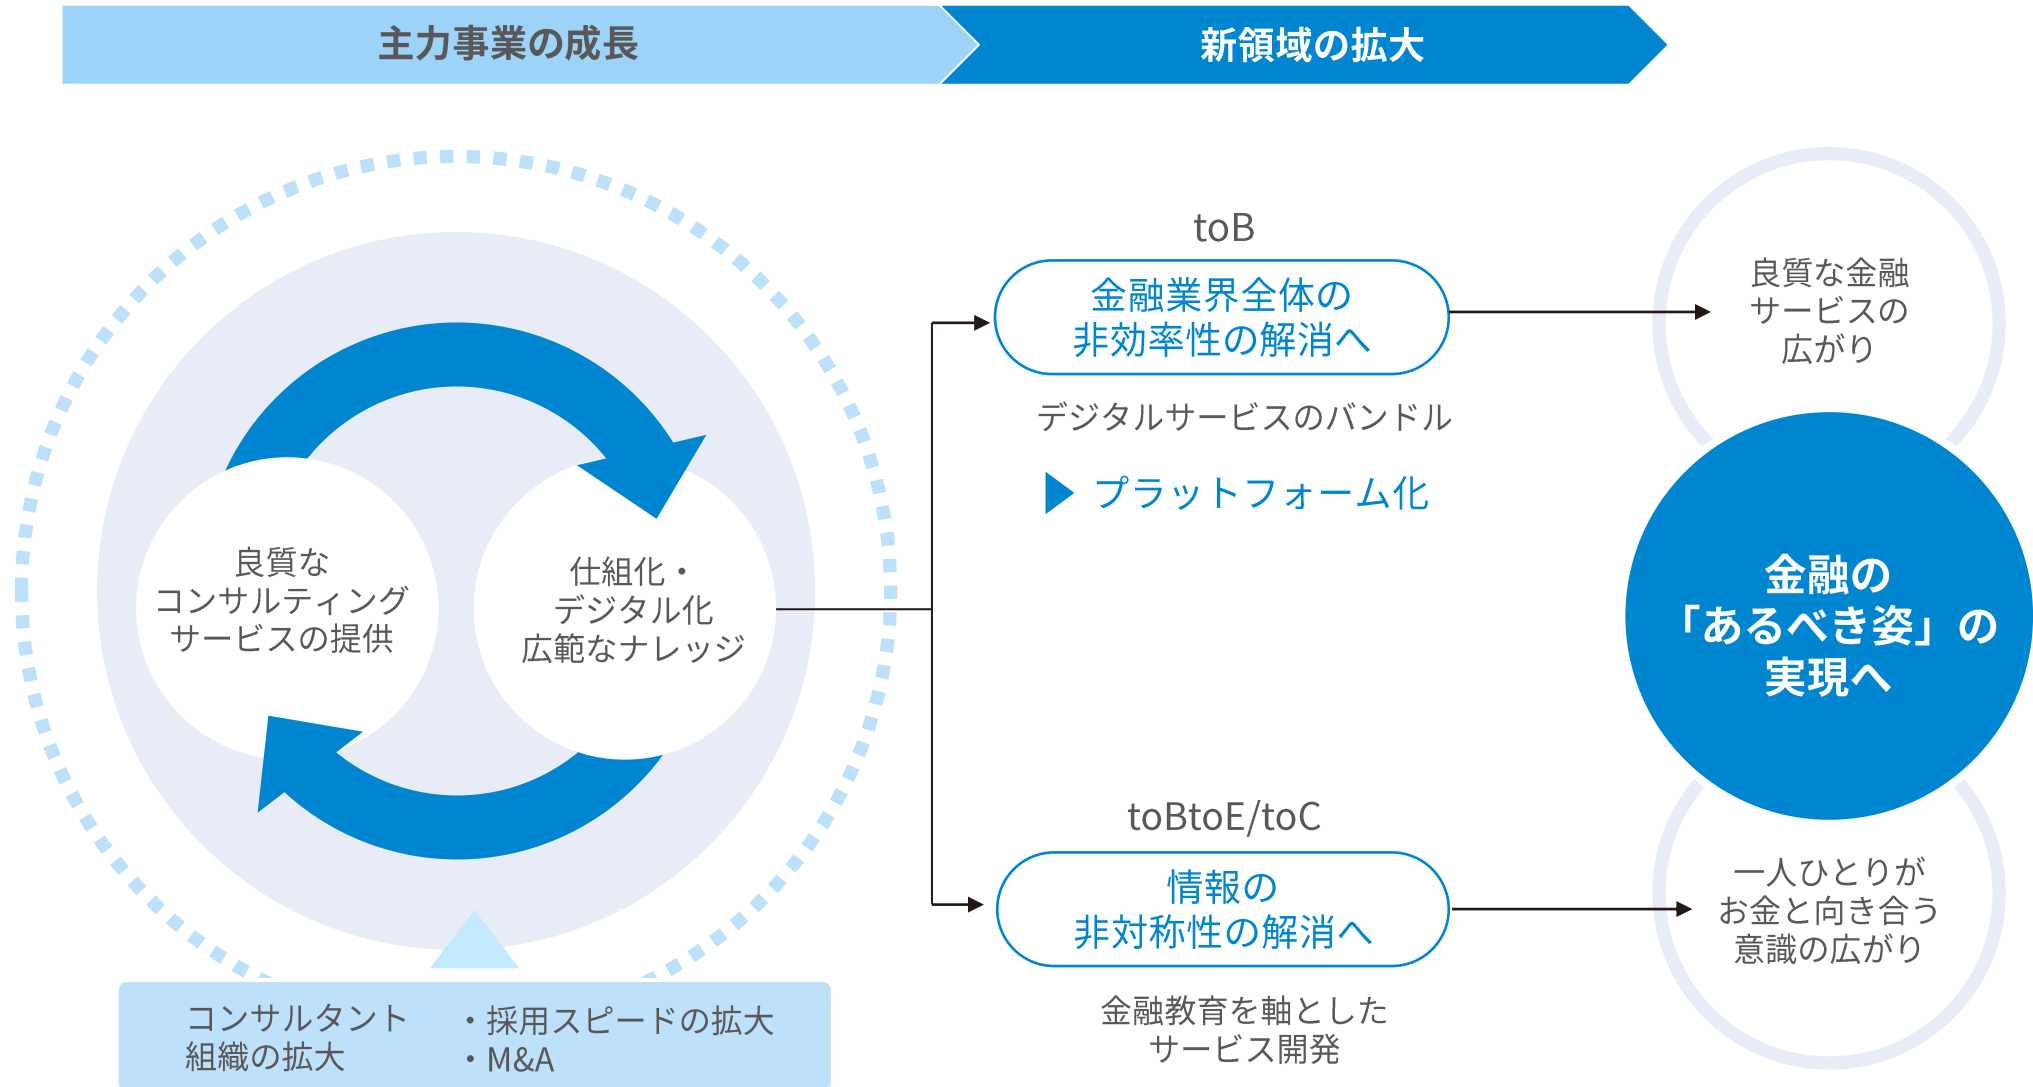 主力事業の成長
新領域の拡大
良質な
コンサルティング
サービスの提供
仕組化・
デジタル化
広範なナレッジ
コンサルタント
組織の拡大
・採用スピードの拡大
・M&A
toB
金融業界全体の
非効率性の解消へ
デジタルサービスのバンドル
プラットフォーム化
toBtoE/toC
情報の
非対称性の解消へ
金融教育を軸とした
サービス開発
良質な金融
サービスの
広がり
金融の
「あるべき姿」の
実現へ
一人ひとりが
お金と向き合う
意識の広がり